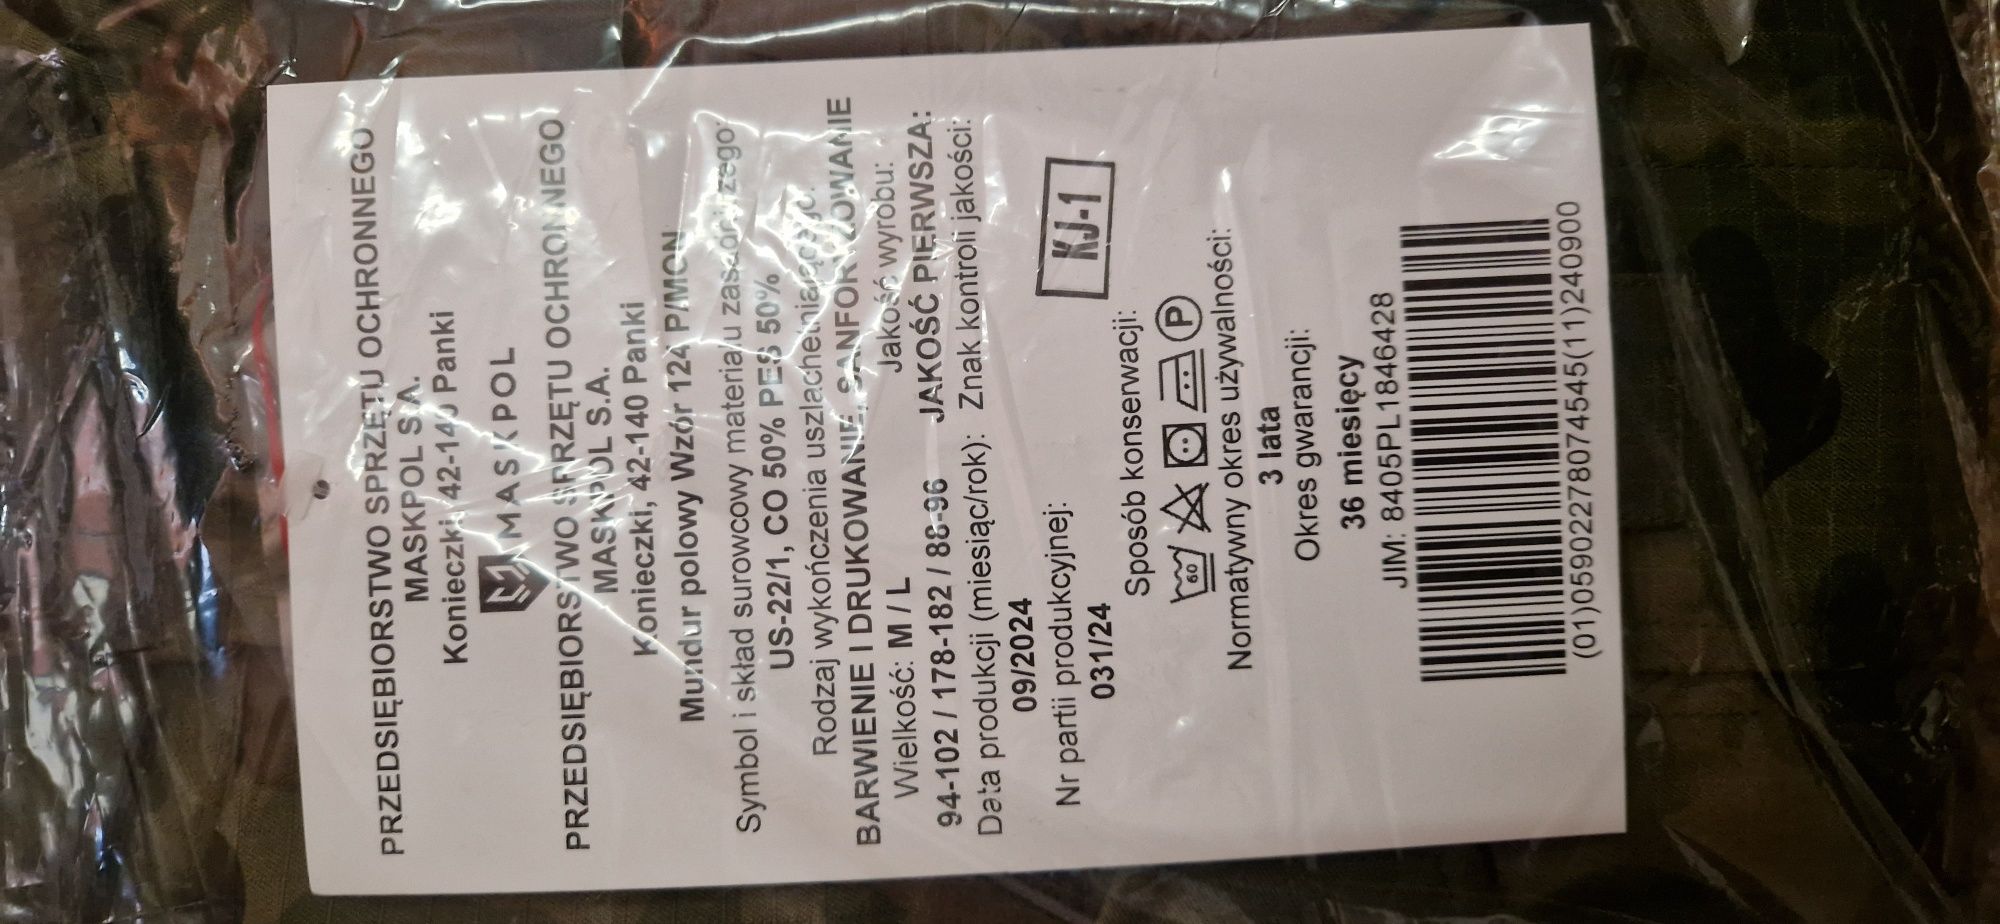 PRZEDSIĘBIORSTWO SPRZĘTU OCHRONNEGO
MASKPOL S.A.
Konieczki 42-140 Panki
MASKPOL
PRZEDSIĘBIORSTWO SPRZĘTU OCHRONNEGO
MASKPOL S.A.
Konieczki, 42-140 Panki
Mundur polowy Wzór 124 P/MON
Symbol i skład surowcowy materiału zasadniczego:
US-22/1, CO 50% PES 50%
Rodzaj wykończenia uszlachetniającego:
BARWIENIE I DRUKOWANIE, SANFORYZOWANIE
Wielkość: M / L Jakość wyrobu:
94-102 / 178-182 / 88-96 JAKOŚĆ PIERWSZA:
Data produkcji (miesiąc/rok): Znak kontroli jakości:
09/2024
Nr partii produkcyjnej:
031/24
KJ-1
Sposób konserwacji:
60
P
Normatywny okres używalności:
3 lata
Okres gwarancji:
36 miesięcy
JIM: 8405PL1846428
(01)05902278074545(11)240900